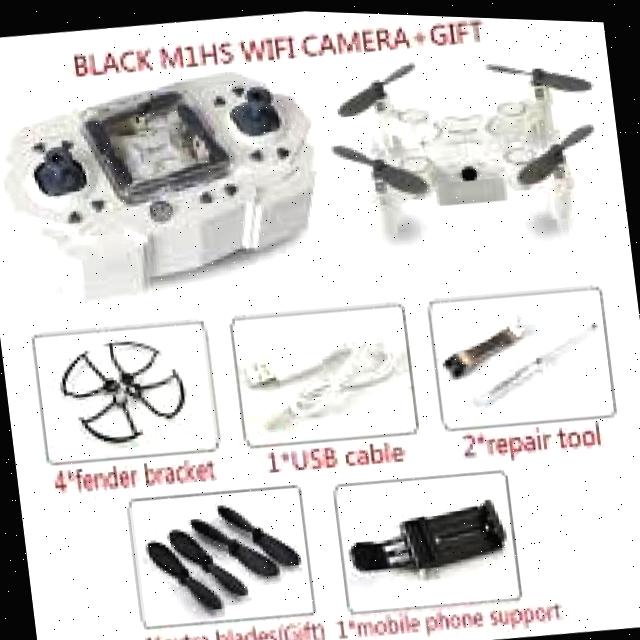 BLACK M1HS WIFI CAMERA+GIFT
4*fender bracket
1*USB cable
2*repair tool
blades(Gift)
1*mobile phone support